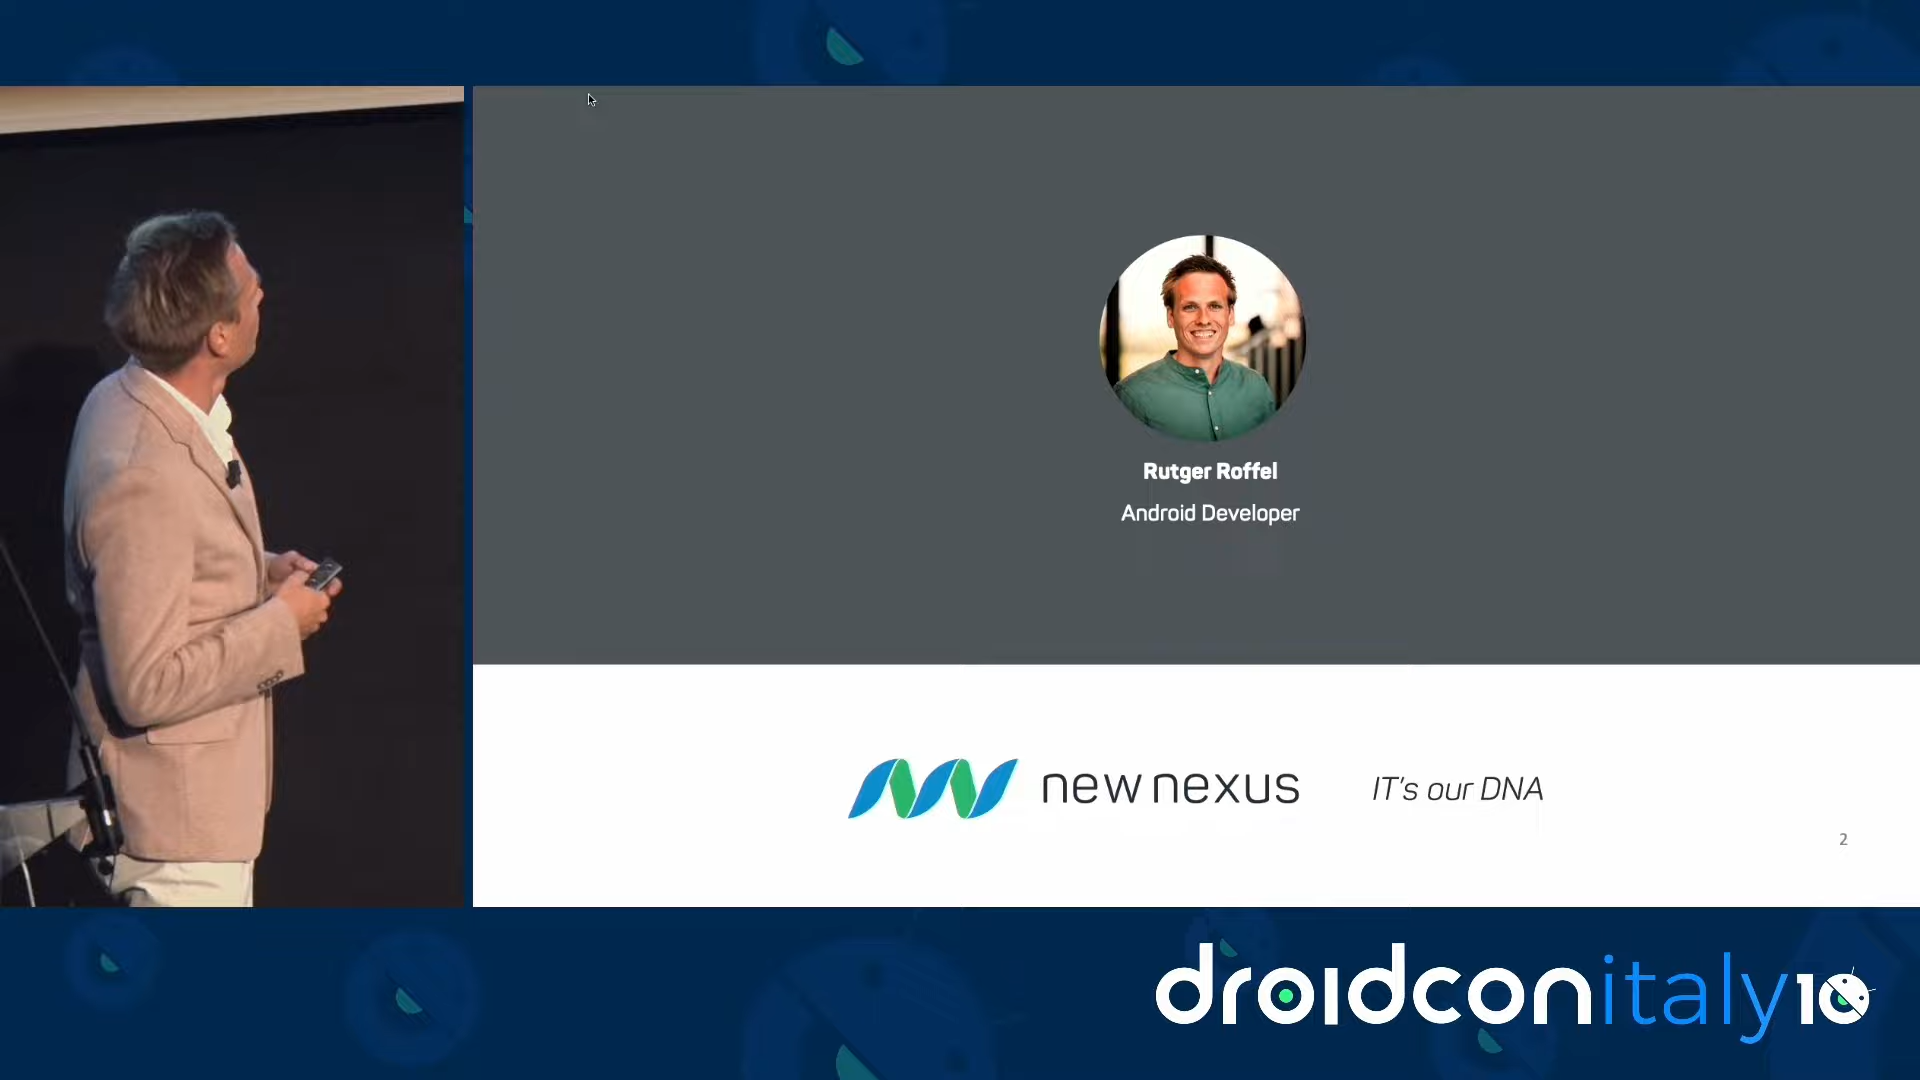 Rutger Roffel
Android Developer
new nexus
IT's our DNA
2
droidconitaly10